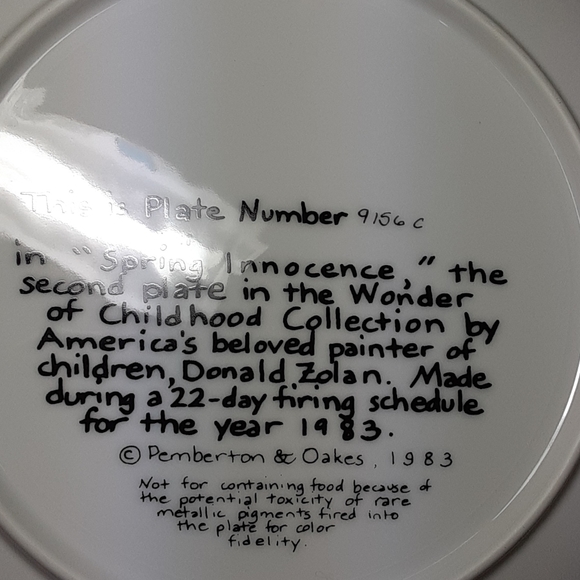 This is Plate Number 9156 C
in "Spring Innocence," the
second plate in the Wonder
of Childhood Collection by
America's beloved painter of
children, Donald Zolan. Made
during a 22-day firing schedule
for the year 1983.
© Pemberton & Oakes, 1983
Not for containing food because of
the potential toxicity of rare
metallic pigments fired into
the plate for color
fidelity.